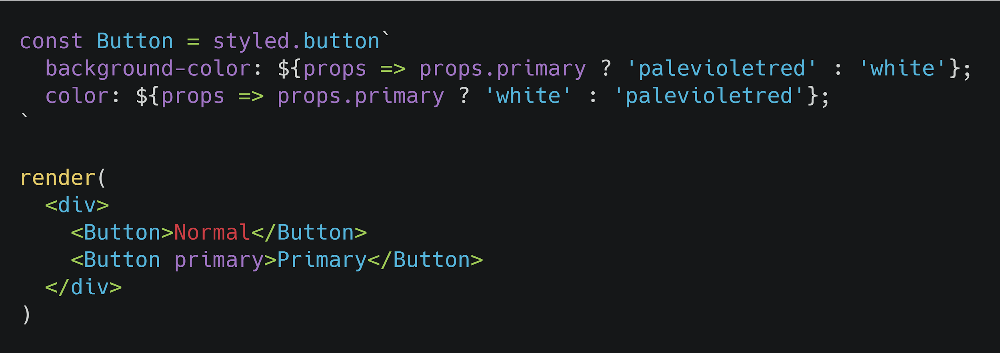 const Button = styled.button`
  background-color: ${props => props.primary ? 'palevioletred' : 'white'};
  color: ${props => props.primary ? 'white' : 'palevioletred'};
`
render(
  <div>
    <Button>Normal</Button>
    <Button primary>Primary</Button>
  </div>
)